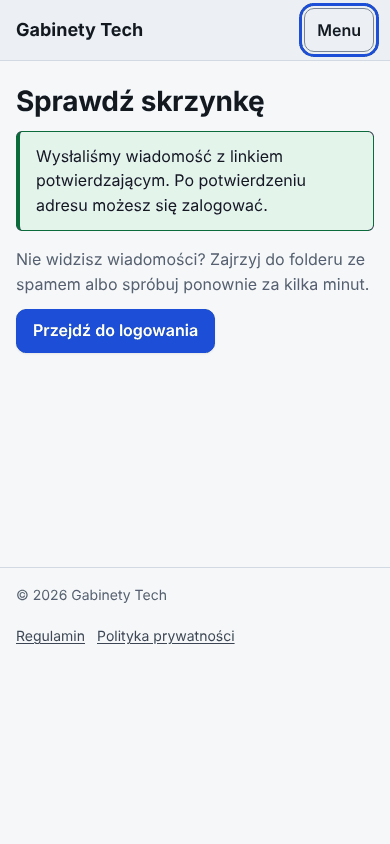 Gabinety Tech
Menu
Sprawdź skrzynkę
Wysłaliśmy wiadomość z linkiem
potwierdzającym. Po potwierdzeniu
adresu możesz się zalogować.
Nie widzisz wiadomości? Zajrzyj do folderu ze
spamem albo spróbuj ponownie za kilka minut.
Przejdź do logowania
© 2026 Gabinety Tech
Regulamin Polityka prywatności